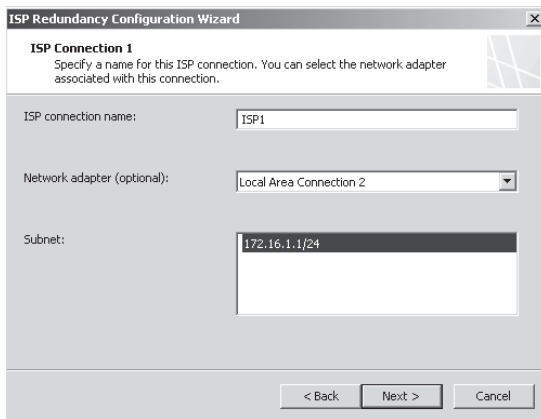 ISP Redundancy Configuration Wizard
ISP Connection 1
Specify a name for this ISP connection. You can select the network adapter
associated with this connection.
ISP connection name:
ISP1
Network adapter (optional):
Local Area Connection 2
Subnet:
172.16.1.1/24
< Back
Next >
Cancel